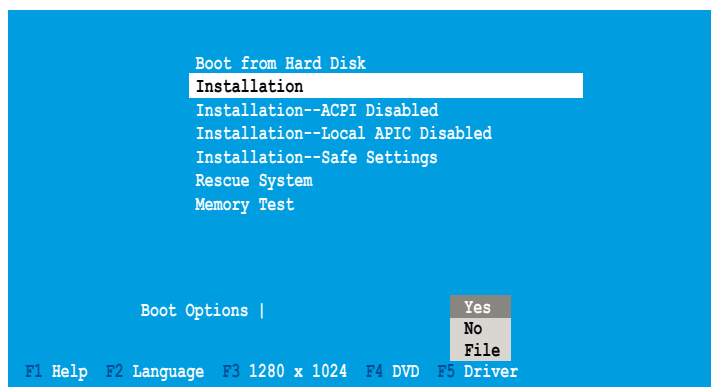 Boot from Hard Disk
Installation
Installation--ACPI Disabled
Installation--Local APIC Disabled
Installation--Safe Settings
Rescue System
Memory Test
Boot Options |
Yes
No
File
F1 Help F2 Language F3 1280 x 1024 F4 DVD F5 Driver